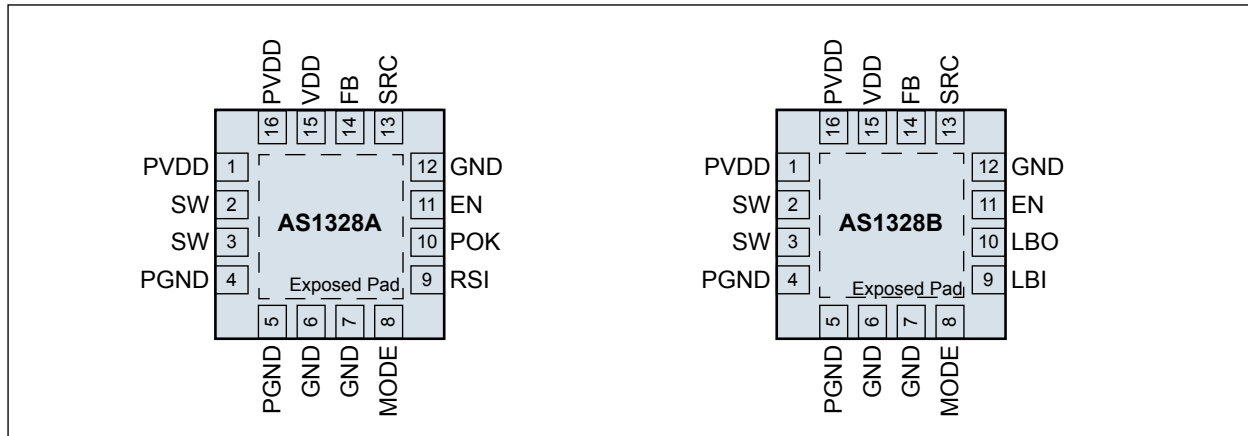 PVDD
VDD
FB
SRC
16
15
14
13
PVDD 1
12 GND
SW 2
11 EN
AS1328A
SW 3
10 POK
PGND 4
9 RSI
Exposed Pad
5
6
7
8
PGND
GND
GND
MODE
PVDD
VDD
FB
SRC
16
15
14
13
PVDD 1
12 GND
SW 2
11 EN
AS1328B
SW 3
10 LBO
PGND 4
9 LBI
Exposed Pad
5
6
7
8
PGND
GND
GND
MODE